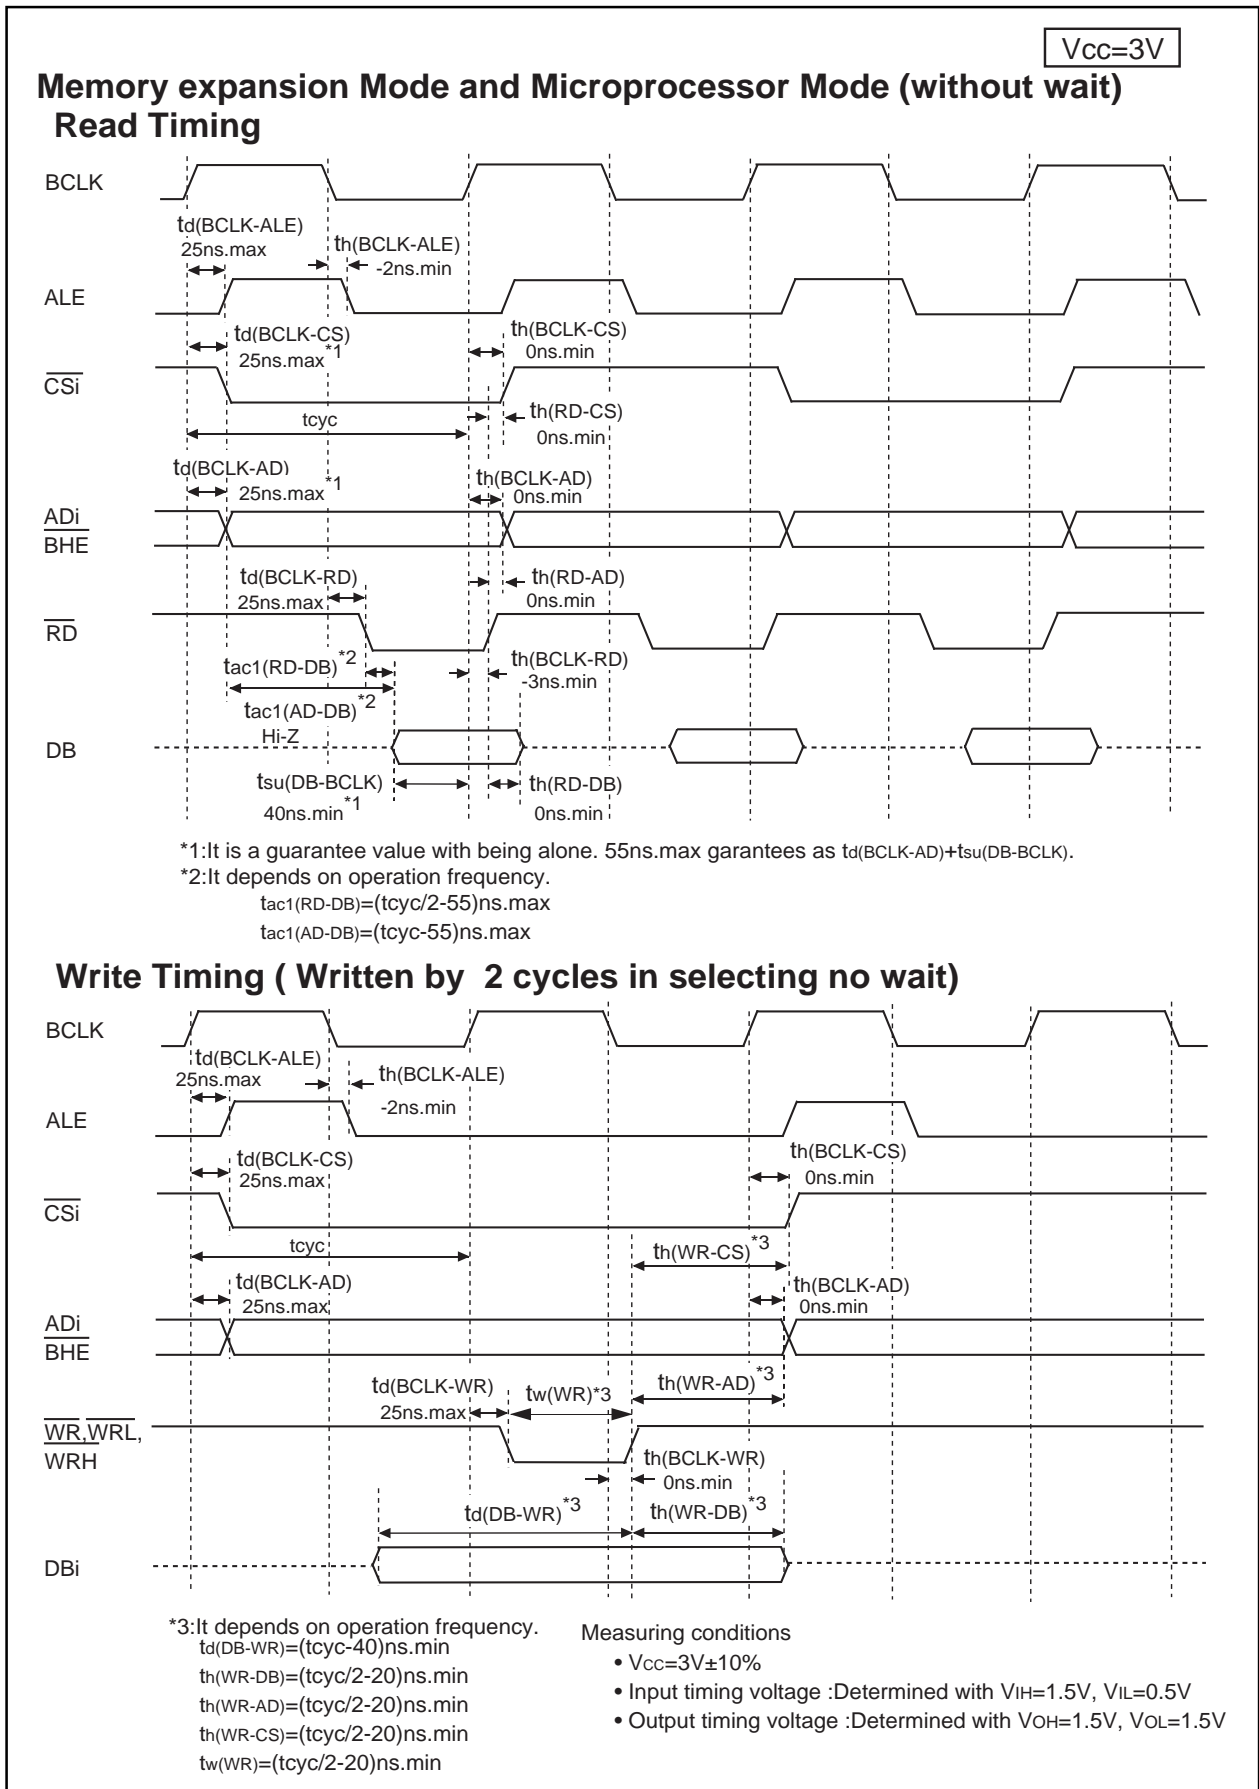 Vcc=3V
Memory expansion Mode and Microprocessor Mode (without wait)
Read Timing
BCLK
td(BCLK-ALE)
25ns.max
th(BCLK-ALE)
-2ns.min
ALE
td(BCLK-CS)
25ns.max*1
th(BCLK-CS)
0ns.min
CSi
tcyc
th(RD-CS)
0ns.min
td(BCLK-AD)
25ns.max*1
th(BCLK-AD)
0ns.min
ADi
BHE
td(BCLK-RD)
25ns.max
th(RD-AD)
0ns.min
RD
tac1(RD-DB)*2
th(BCLK-RD)
-3ns.min
tac1(AD-DB)*2
Hi-Z
DB
tsu(DB-BCLK)
40ns.min*1
th(RD-DB)
0ns.min
*1:It is a guarantee value with being alone. 55ns.max garantees as td(BCLK-AD)+tsu(DB-BCLK).
*2:It depends on operation frequency.
tac1(RD-DB)=(tcyc/2-55)ns.max
tac1(AD-DB)=(tcyc-55)ns.max
Write Timing ( Written by 2 cycles in selecting no wait)
BCLK
td(BCLK-ALE)
25ns.max
th(BCLK-ALE)
-2ns.min
ALE
td(BCLK-CS)
25ns.max
th(BCLK-CS)
0ns.min
CSi
tcyc
th(WR-CS)*3
td(BCLK-AD)
25ns.max
th(BCLK-AD)
0ns.min
ADi
BHE
td(BCLK-WR)
25ns.max
tw(WR)*3
th(WR-AD)*3
WR,WRL,
WRH
th(BCLK-WR)
0ns.min
td(DB-WR)*3
th(WR-DB)*3
DBi
*3:It depends on operation frequency.
td(DB-WR)=(tcyc-40)ns.min
th(WR-DB)=(tcyc/2-20)ns.min
th(WR-AD)=(tcyc/2-20)ns.min
th(WR-CS)=(tcyc/2-20)ns.min
tw(WR)=(tcyc/2-20)ns.min
Measuring conditions
• VCC=3V±10%
• Input timing voltage :Determined with VIH=1.5V, VIL=0.5V
• Output timing voltage :Determined with VOH=1.5V, VOL=1.5V